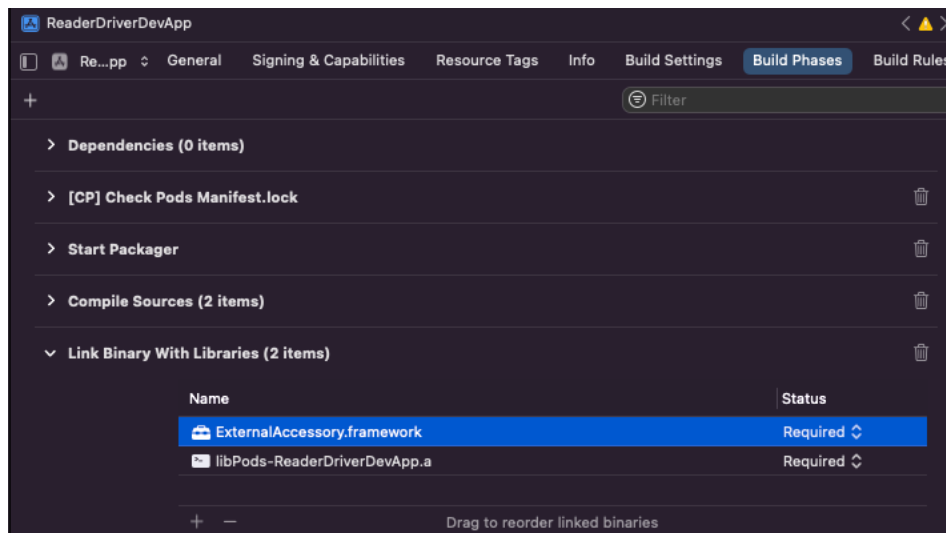 ReaderDriverDevApp
Re...pp General Signing & Capabilities Resource Tags Info Build Settings Build Phases Build Rules
Filter
Dependencies (0 items)
[CP] Check Pods Manifest.lock
Start Packager
Compile Sources (2 items)
Link Binary With Libraries (2 items)
Name Status
ExternalAccessory.framework Required
libPods-ReaderDriverDevApp.a Required
Drag to reorder linked binaries